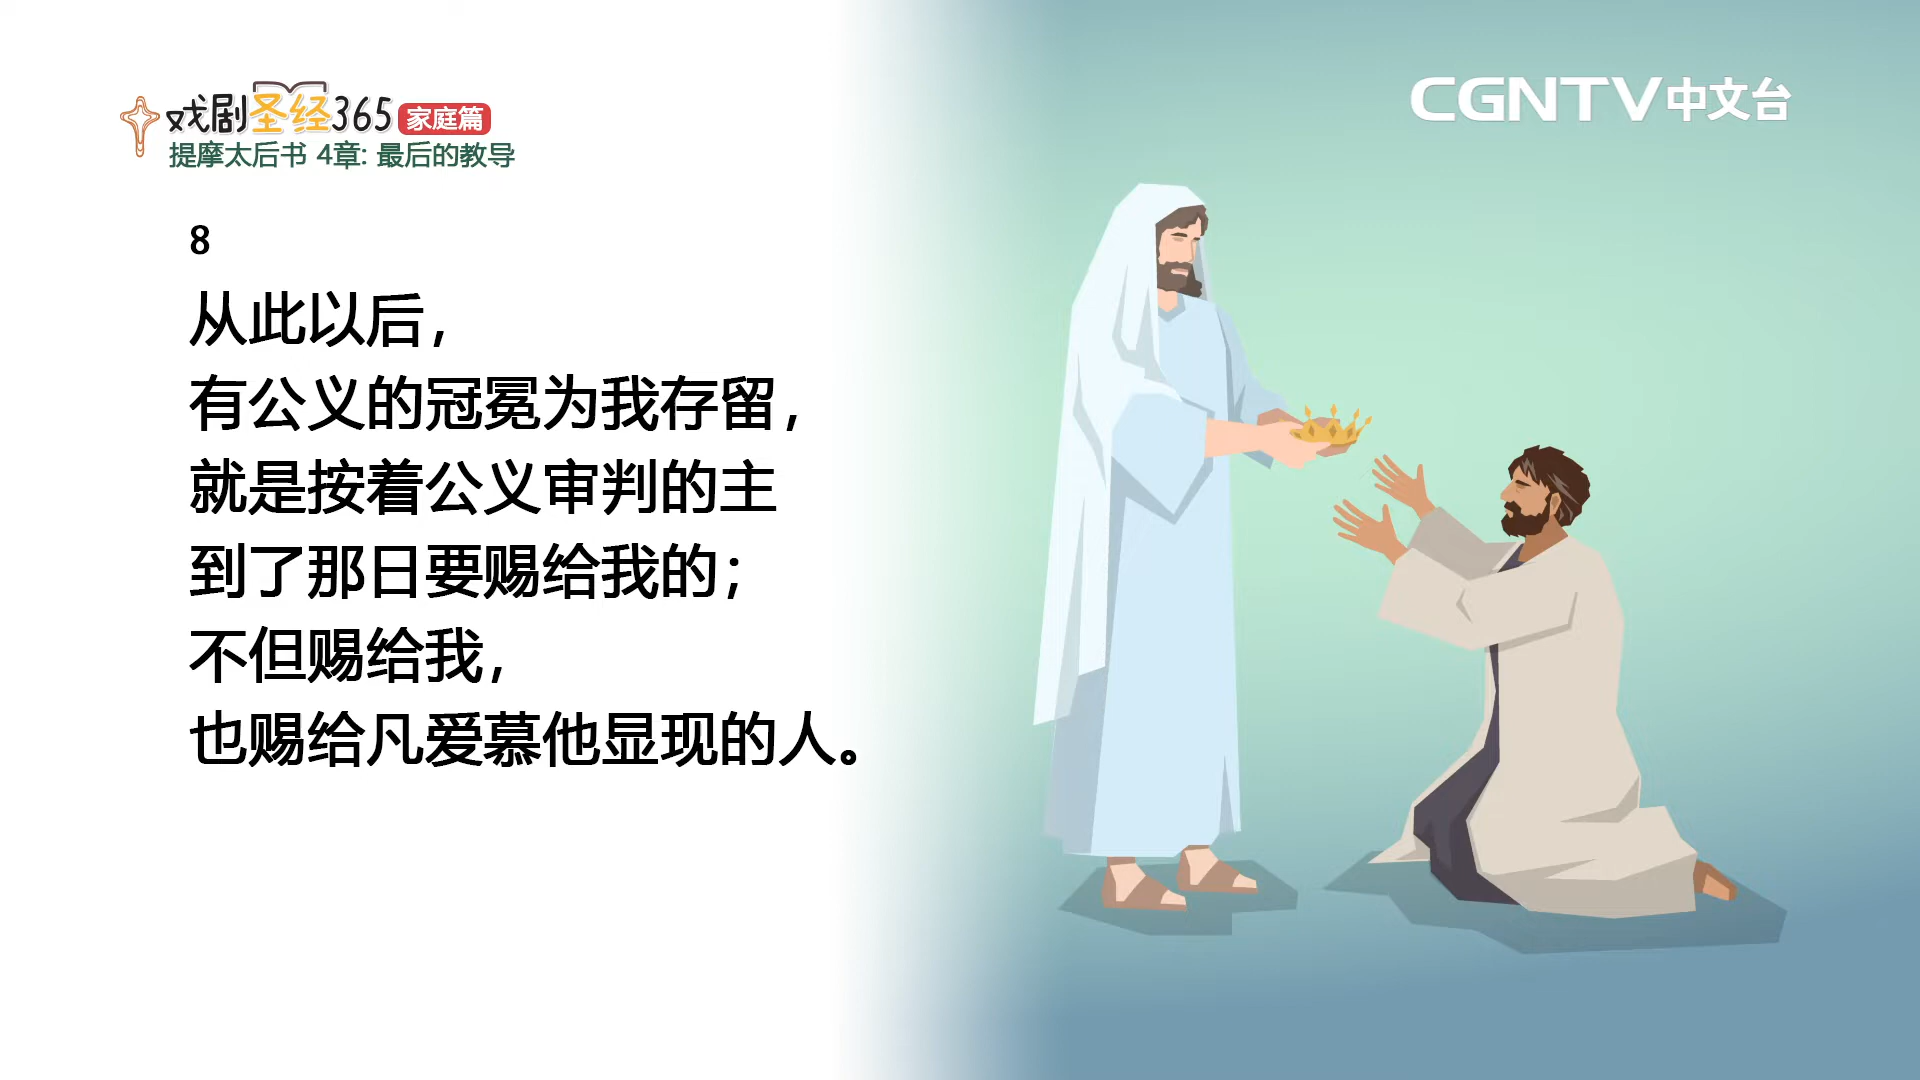 戏剧圣经365 家庭篇
CGNTV中文台
提摩太后书 4章: 最后的教导
8
从此以后，
有公义的冠冕为我存留，
就是按着公义审判的主
到了那日要赐给我的；
不但赐给我，
也赐给凡爱慕他显现的人。